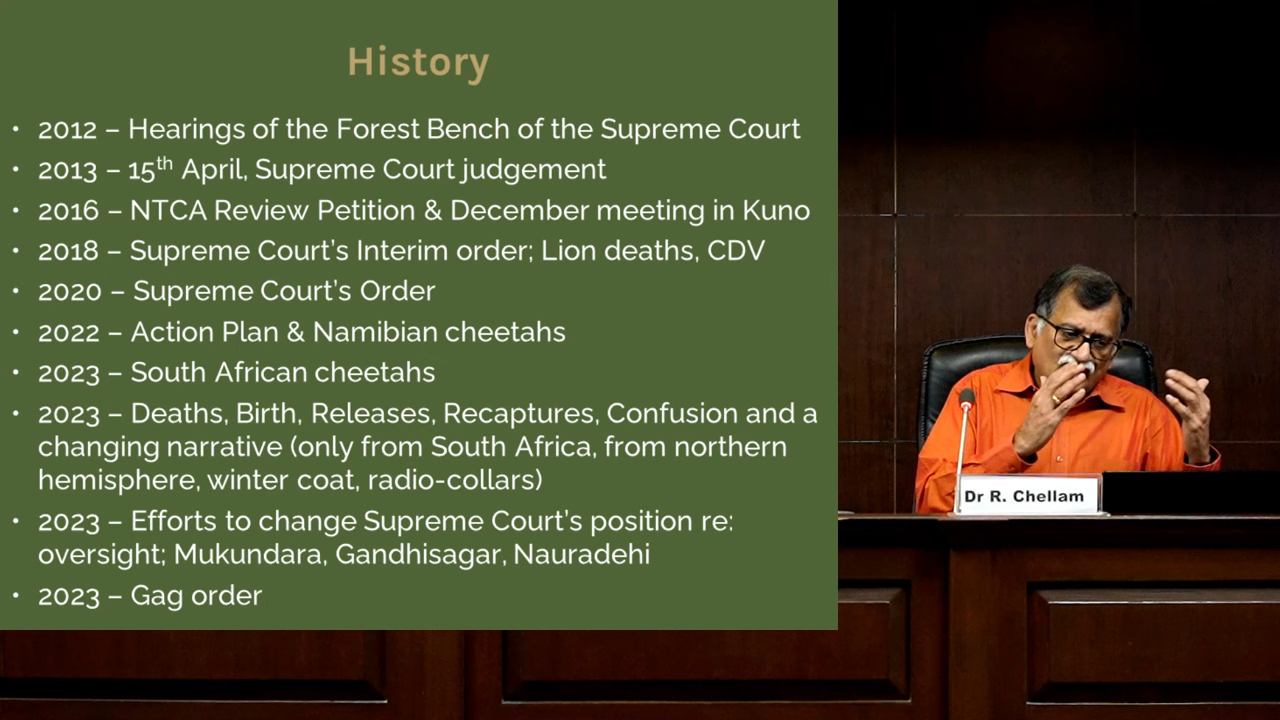 History
• 2012 – Hearings of the Forest Bench of the Supreme Court
• 2013 – 15th April, Supreme Court judgement
• 2016 – NTCA Review Petition & December meeting in Kuno
• 2018 – Supreme Court's Interim order; Lion deaths, CDV
• 2020 – Supreme Court's Order
• 2022 – Action Plan & Namibian cheetahs
• 2023 – South African cheetahs
• 2023 – Deaths, Birth, Releases, Recaptures, Confusion and a
changing narrative (only from South Africa, from northern
hemisphere, winter coat, radio-collars)
• 2023 – Efforts to change Supreme Court's position re:
oversight; Mukundara, Gandhisagar, Nauradehi
• 2023 – Gag order
Dr R. Chellam